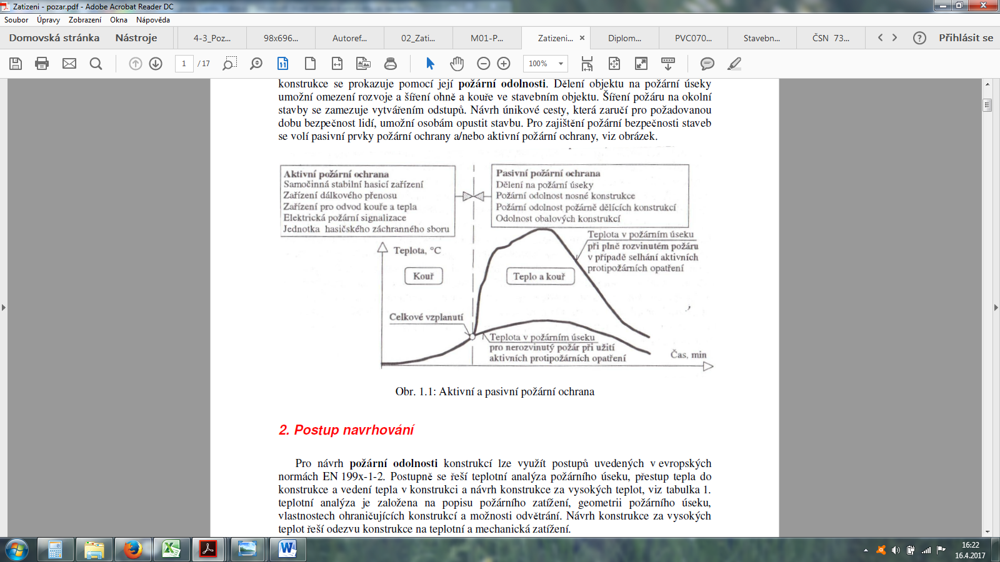 Zatizeni - pozar.pdf - Adobe Acrobat Reader DC
Soubor Úpravy Zobrazení Okna Nápověda
Domovská stránka Nástroje 4-3_Poz... 98x696... Autoref... 02_Zati... M01-P... Zatizeni... × Diplom... PVC070... Stavebn... ČSN 73... Přihlásit se
1 / 17 100%
konstrukce se prokazuje pomocí její požární odolnosti. Dělení objektu na požární úseky
umožní omezení rozvoje a šíření ohně a kouře ve stavebním objektu. Šíření požáru na okolní
stavby se zamezuje vytvářením odstupů. Návrh únikové cesty, která zaručí pro požadovanou
dobu bezpečnost lidí, umožní osobám opustit stavbu. Pro zajištění požární bezpečnosti staveb
se volí pasivní prvky požární ochrany a/nebo aktivní požární ochrany, viz obrázek.
Aktivní požární ochrana
Samočinná stabilní hasicí zařízení
Zařízení dálkového přenosu
Zařízení pro odvod kouře a tepla
Elektrická požární signalizace
Jednotka hasičského záchranného sboru
Pasivní požární ochrana
Dělení na požární úseky
Požární odolnost nosné konstrukce
Požární odolnost požárně dělících konstrukcí
Odolnost obalových konstrukcí
Teplota, °C
Kouř
Teplo a kouř
Teplota v požárním úseku
při plně rozvinutém požáru
v případě selhání aktivních
protipožárních opatření
Celkové vzplanutí
Teplota v požárním úseku
pro nerozvinutý požár při užití
aktivních protipožárních opatření
Čas, min
Obr. 1.1: Aktivní a pasivní požární ochrana
2. Postup navrhování
Pro návrh požární odolnosti konstrukcí lze využít postupů uvedených v evropských
normách EN 199x-1-2. Postupně se řeší teplotní analýza požárního úseku, přestup tepla do
konstrukce a vedení tepla v konstrukci a návrh konstrukce za vysokých teplot, viz tabulka 1.
teplotní analýza je založena na popisu požárního zatížení, geometrii požárního úseku,
vlastnostech ohraničujících konstrukcí a možnosti odvětrání. Návrh konstrukce za vysokých
teplot řeší odezvu konstrukce na teplotní a mechanická zatížení.
16:22
16.4.2017